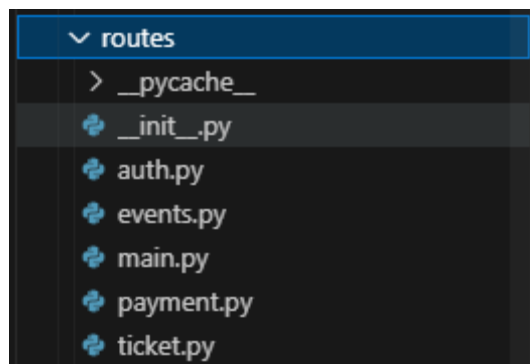 routes
__pycache__
__init__.py
auth.py
events.py
main.py
payment.py
ticket.py